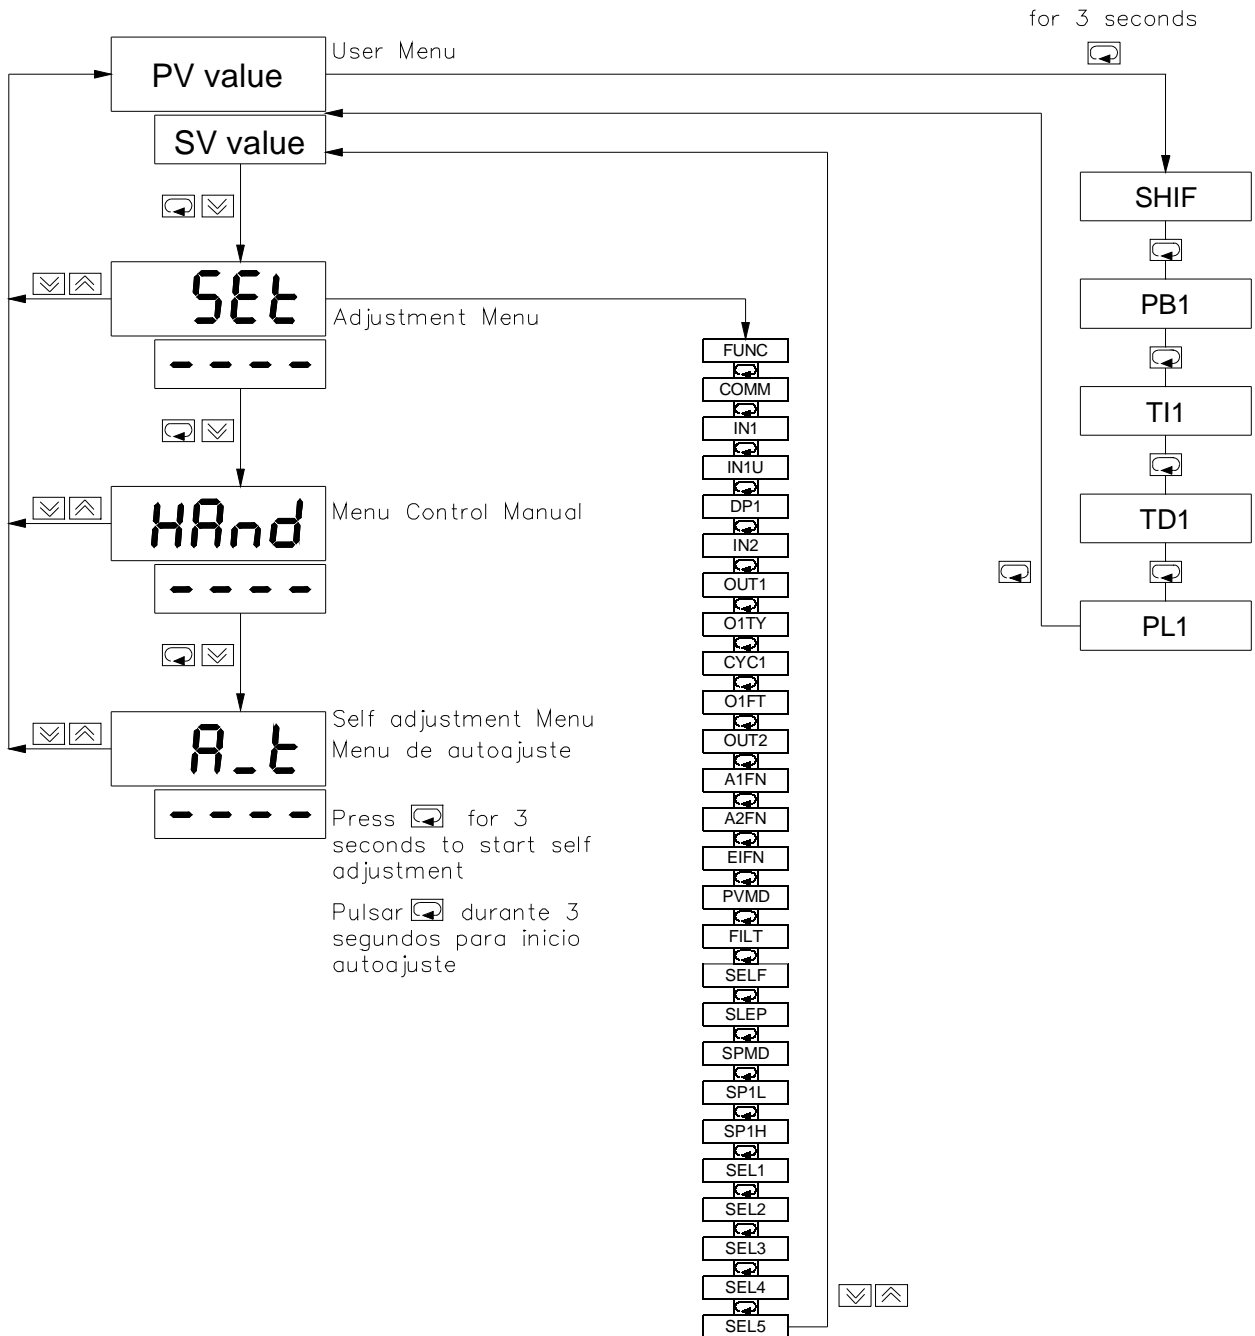 for 3 seconds
User Menu
PV value
SV value
SEt
Adjustment Menu
- - - -
HAnd
Menu Control Manual
- - - -
A_t
Self adjustment Menu
Menu de autoajuste
- - - -
Press for 3
seconds to start self
adjustment
Pulsar durante 3
segundos para inicio
autoajuste
FUNC
COMM
IN1
IN1U
DP1
IN2
OUT1
O1TY
CYC1
O1FT
OUT2
A1FN
A2FN
EIFN
PVMD
FILT
SELF
SLEP
SPMD
SP1L
SP1H
SEL1
SEL2
SEL3
SEL4
SEL5
SHIF
PB1
TI1
TD1
PL1